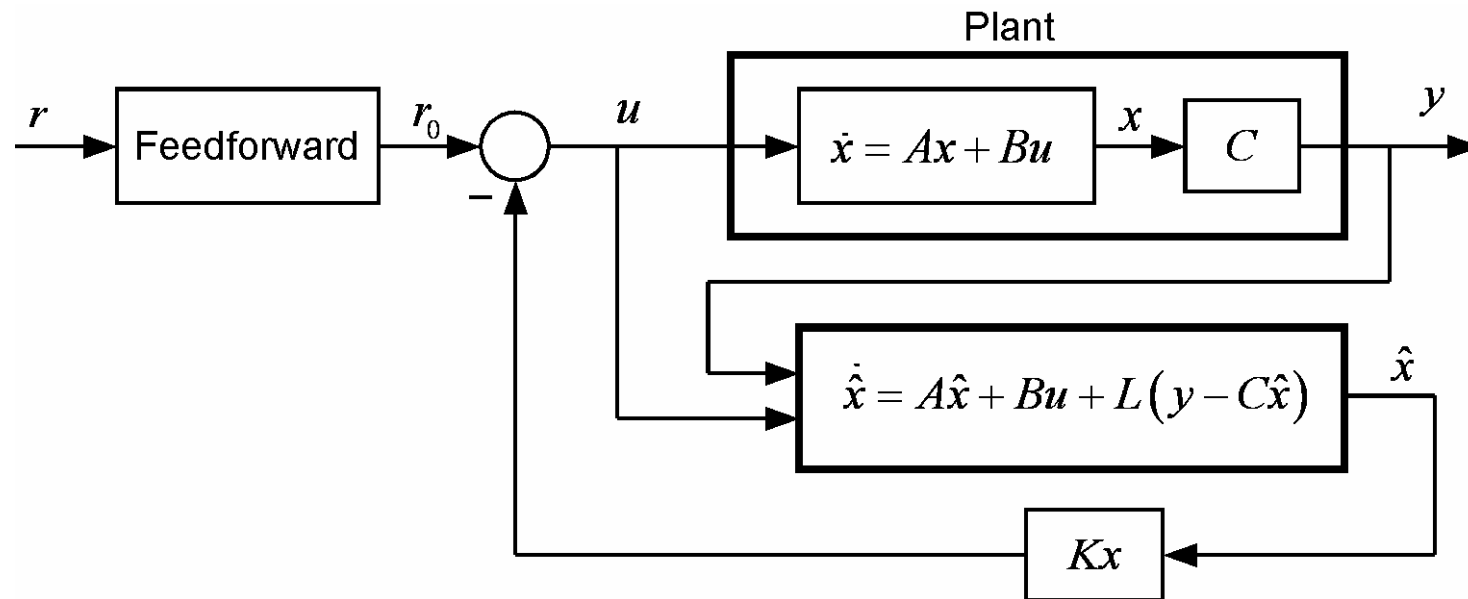 Plant
r
Feedforward
r₀
−
u
ẋ = Ax + Bu
x
C
y
x̂̇ = Ax̂ + Bu + L(y − Cx̂)
x̂
Kx